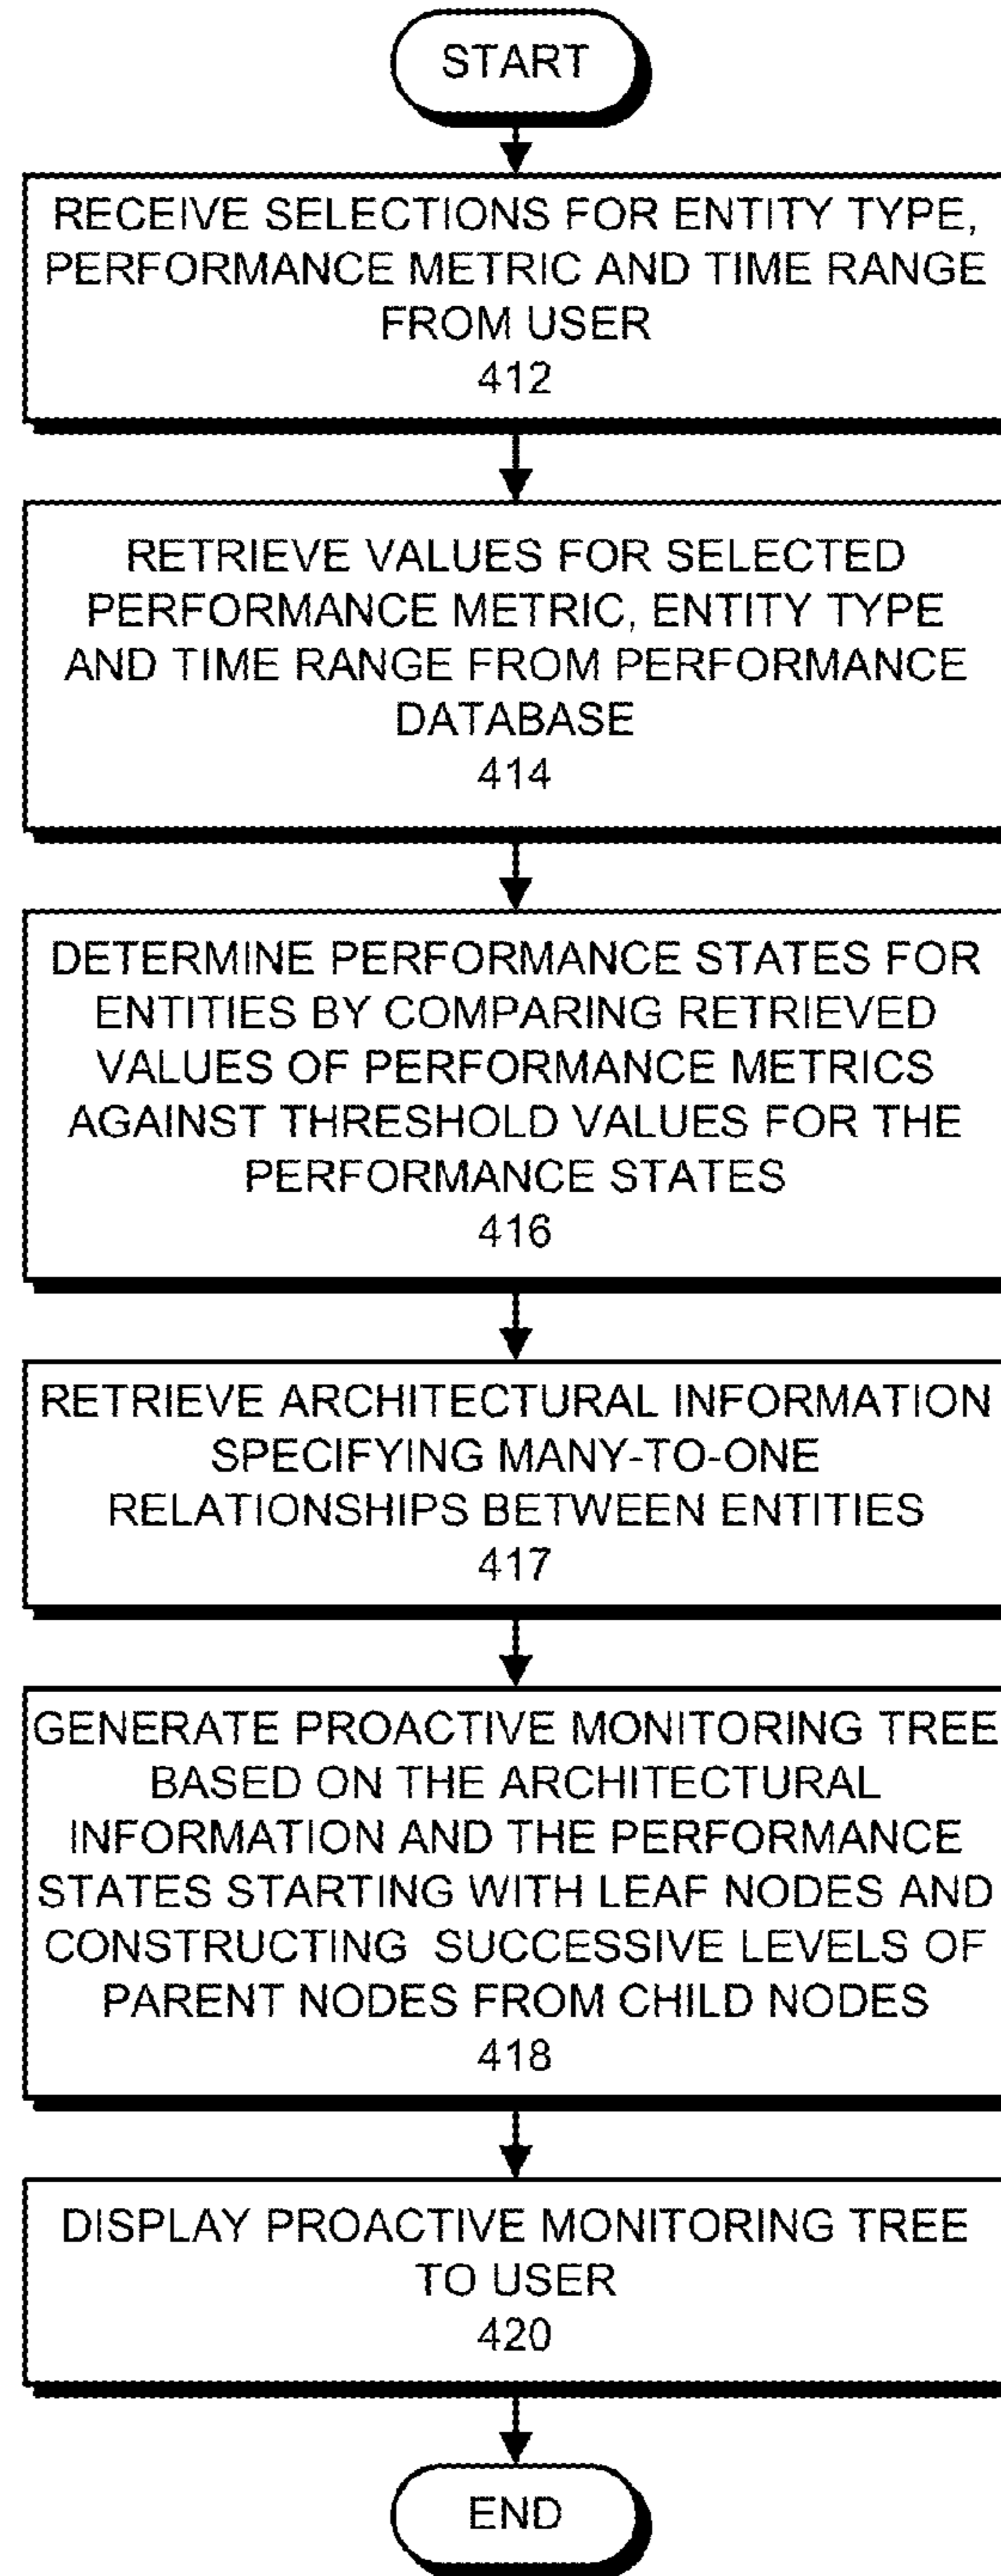 START
RECEIVE SELECTIONS FOR ENTITY TYPE,
PERFORMANCE METRIC AND TIME RANGE
FROM USER
412
RETRIEVE VALUES FOR SELECTED
PERFORMANCE METRIC, ENTITY TYPE
AND TIME RANGE FROM PERFORMANCE
DATABASE
414
DETERMINE PERFORMANCE STATES FOR
ENTITIES BY COMPARING RETRIEVED
VALUES OF PERFORMANCE METRICS
AGAINST THRESHOLD VALUES FOR THE
PERFORMANCE STATES
416
RETRIEVE ARCHITECTURAL INFORMATION
SPECIFYING MANY-TO-ONE
RELATIONSHIPS BETWEEN ENTITIES
417
GENERATE PROACTIVE MONITORING TREE
BASED ON THE ARCHITECTURAL
INFORMATION AND THE PERFORMANCE
STATES STARTING WITH LEAF NODES AND
CONSTRUCTING SUCCESSIVE LEVELS OF
PARENT NODES FROM CHILD NODES
418
DISPLAY PROACTIVE MONITORING TREE
TO USER
420
END